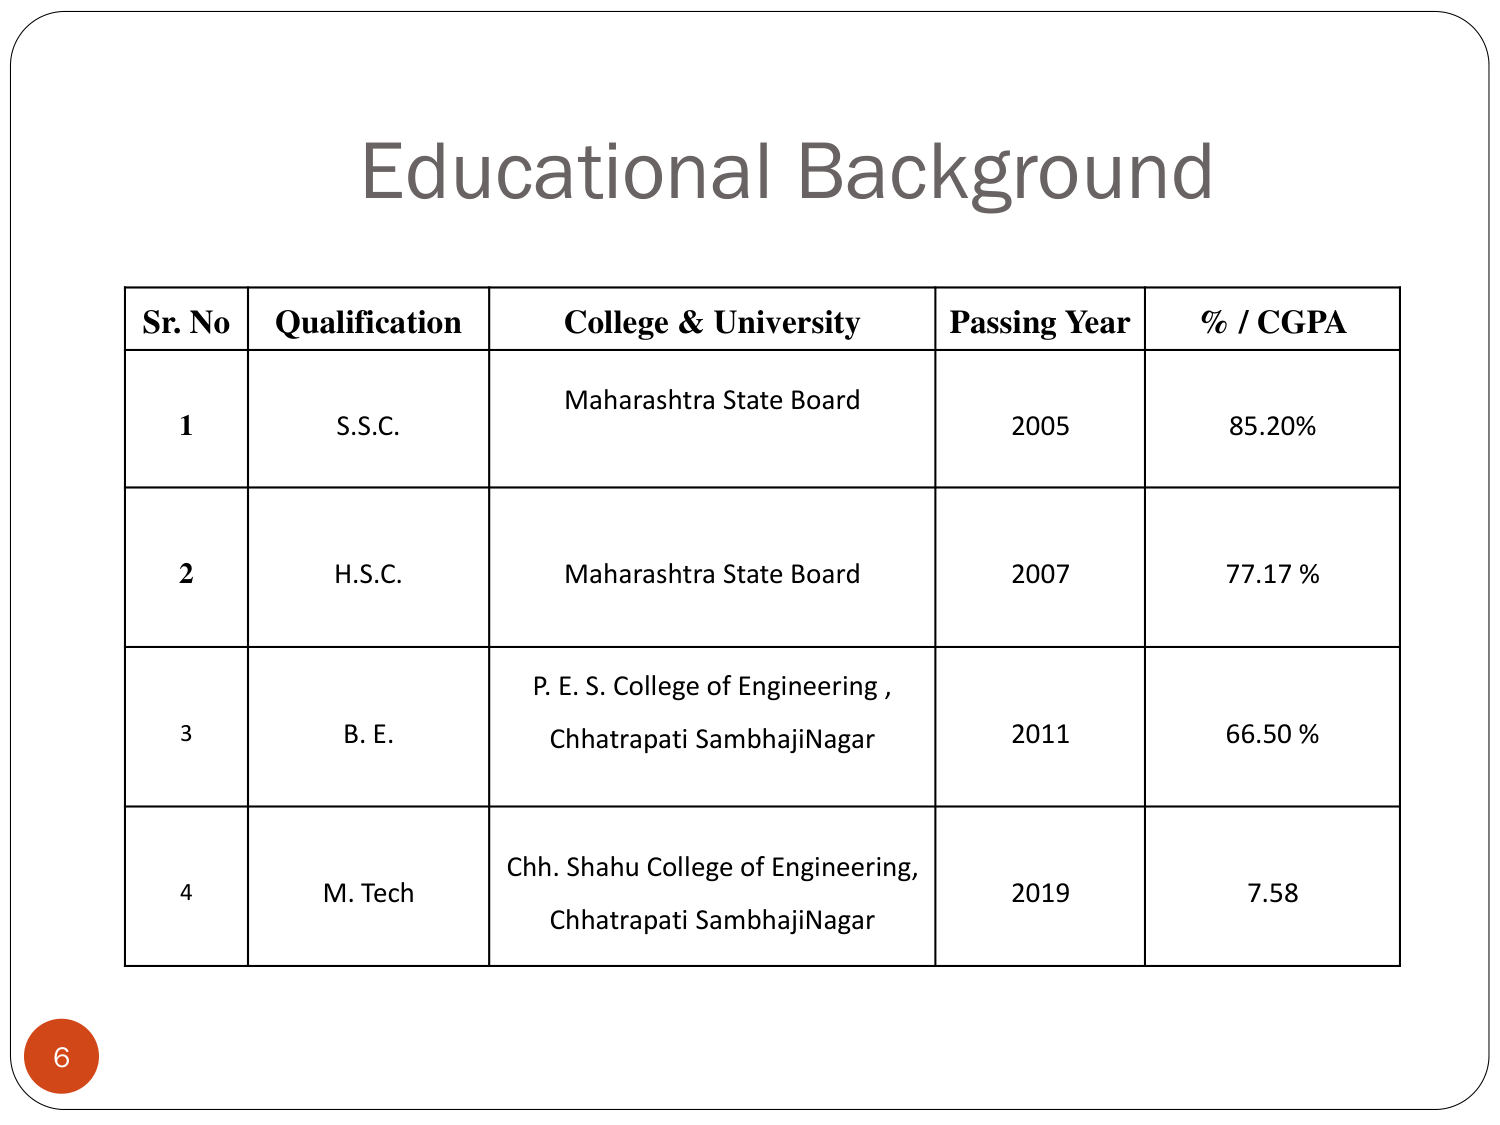 Educational Background
Sr. No Qualification College & University Passing Year % / CGPA
1 S.S.C. Maharashtra State Board 2005 85.20%
2 H.S.C. Maharashtra State Board 2007 77.17 %
3 B. E. P. E. S. College of Engineering ,
Chhatrapati SambhajiNagar 2011 66.50 %
4 M. Tech Chh. Shahu College of Engineering,
Chhatrapati SambhajiNagar 2019 7.58
6